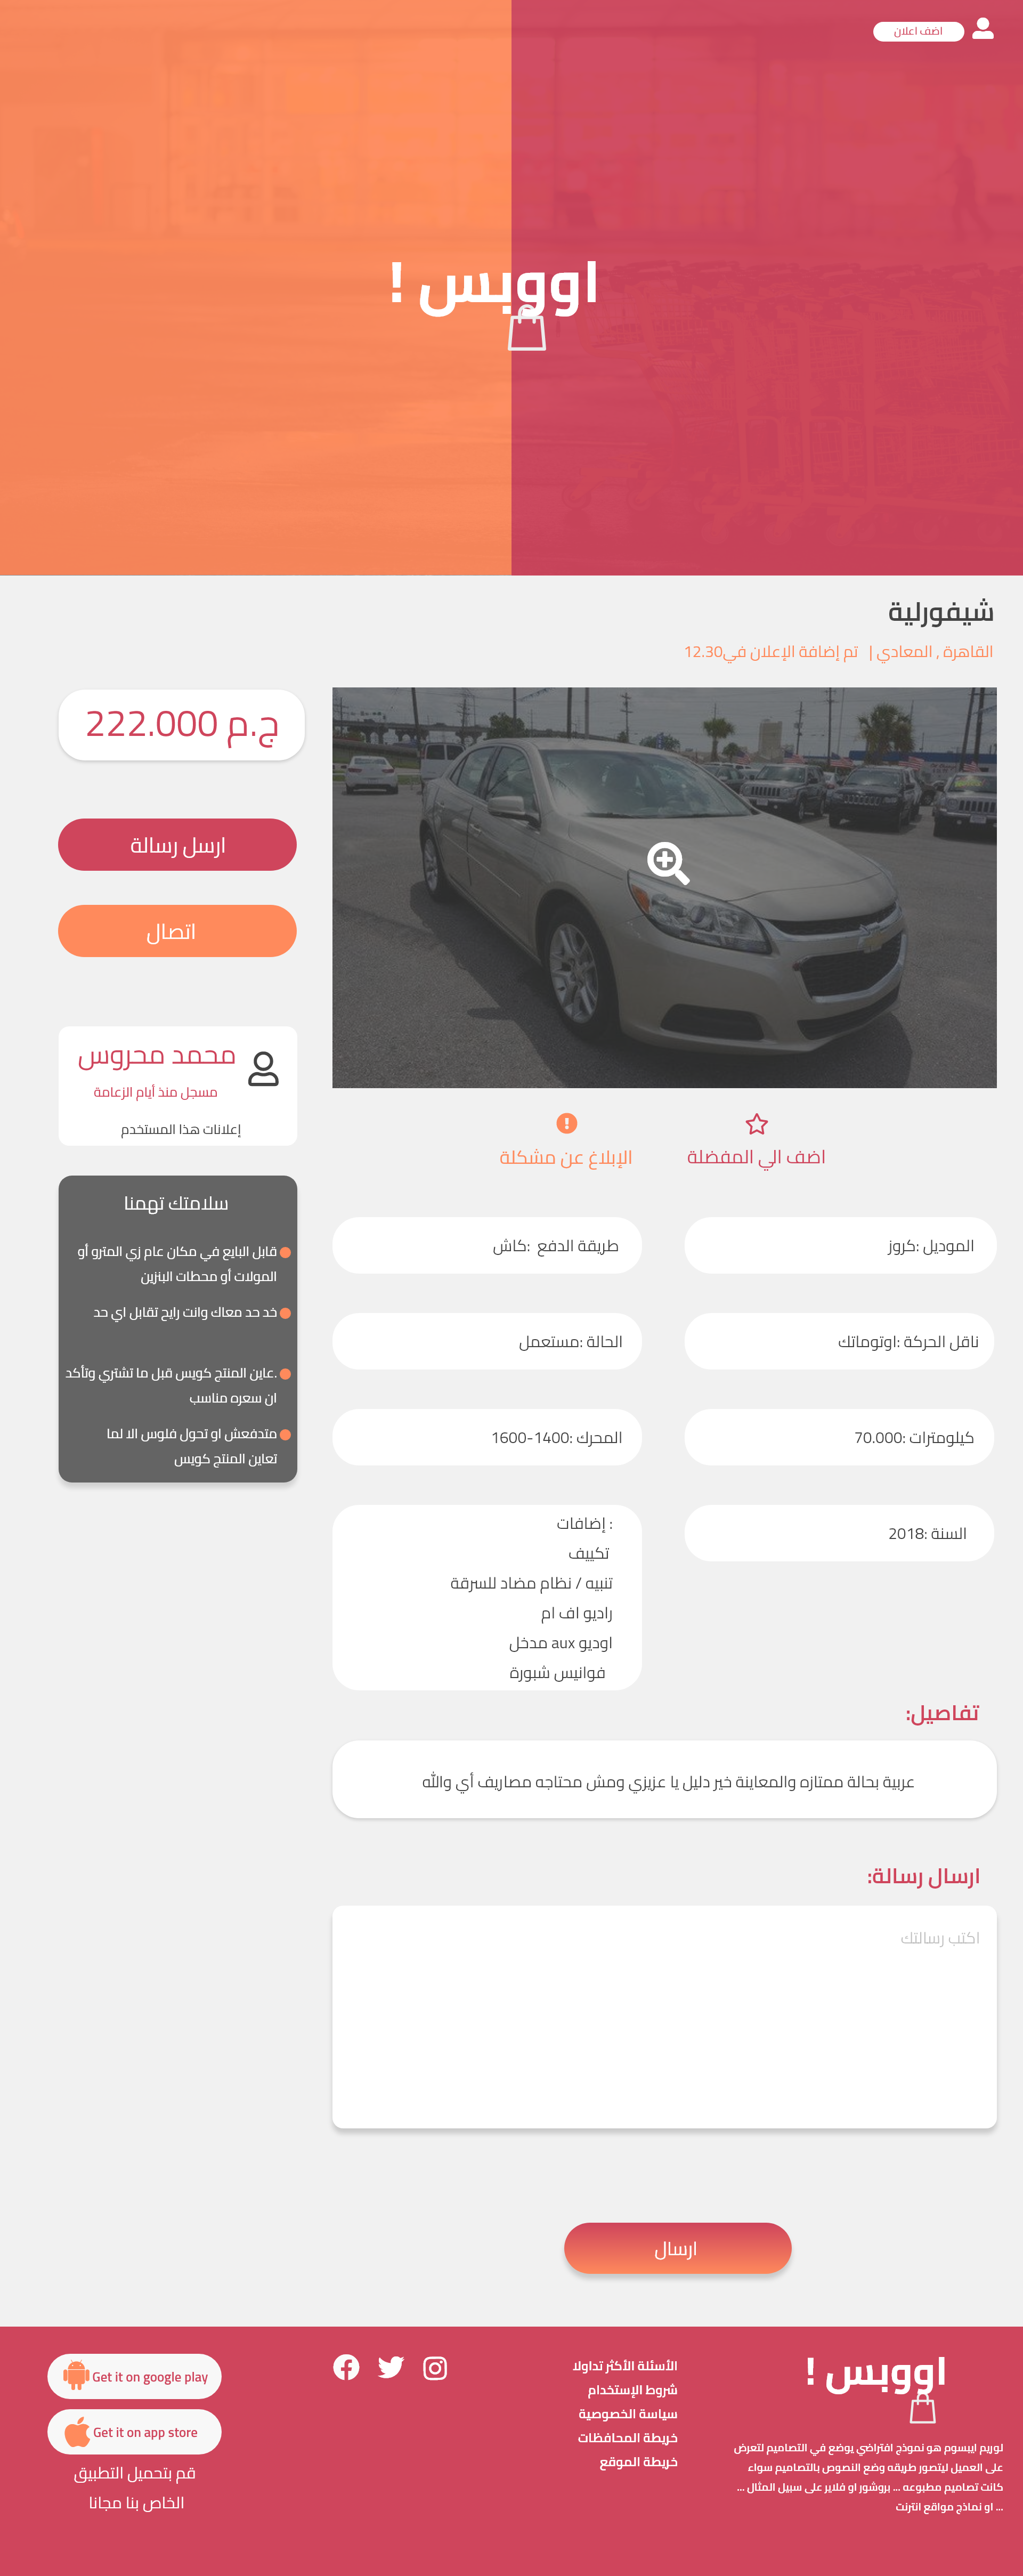 اضف اعلان
اووبس !
شيفورلية
القاهرة , المعادي | تم إضافة الإعلان في12.30
ج.م 222.000
ارسل رسالة
اتصال
محمد محروس
مسجل منذ أيام الزعامة
إعلانات هذا المستخدم
سلامتك تهمنا
قابل البايع في مكان عام زي المترو أو
المولات أو محطات البنزين
خد حد معاك وانت رايح تقابل اي حد
.عاين المنتج كويس قبل ما تشتري وتأكد
ان سعره مناسب
متدفعش او تحول فلوس الا لما
تعاين المنتج كويس
اضف الي المفضلة
الإبلاغ عن مشكلة
الموديل :كروز
طريقة الدفع :كاش
ناقل الحركة :اوتوماتك
الحالة :مستعمل
كيلومترات :70.000
المحرك :1400-1600
السنة :2018
: إضافات
تكييف
تنبيه / نظام مضاد للسرقة
راديو اف ام
اوديو aux مدخل
فوانيس شبورة
تفاصيل:
عربية بحالة ممتازه والمعاينة خير دليل يا عزيزي ومش محتاجه مصاريف أي والله
ارسال رسالة:
اكتب رسالتك
ارسال
اووبس !
لوريم ايبسوم هو نموذج افتراضي يوضع في التصاميم لتعرض
على العميل ليتصور طريقه وضع النصوص بالتصاميم سواء
كانت تصاميم مطبوعه ... بروشور او فلاير على سبيل المثال ...
... او نماذج مواقع انترنت
الأسئلة الأكثر تداولا
شروط الإستخدام
سياسة الخصوصية
خريطة المحافظات
خريطة الموقع
Get it on google play
Get it on app store
قم بتحميل التطبيق
الخاص بنا مجانا